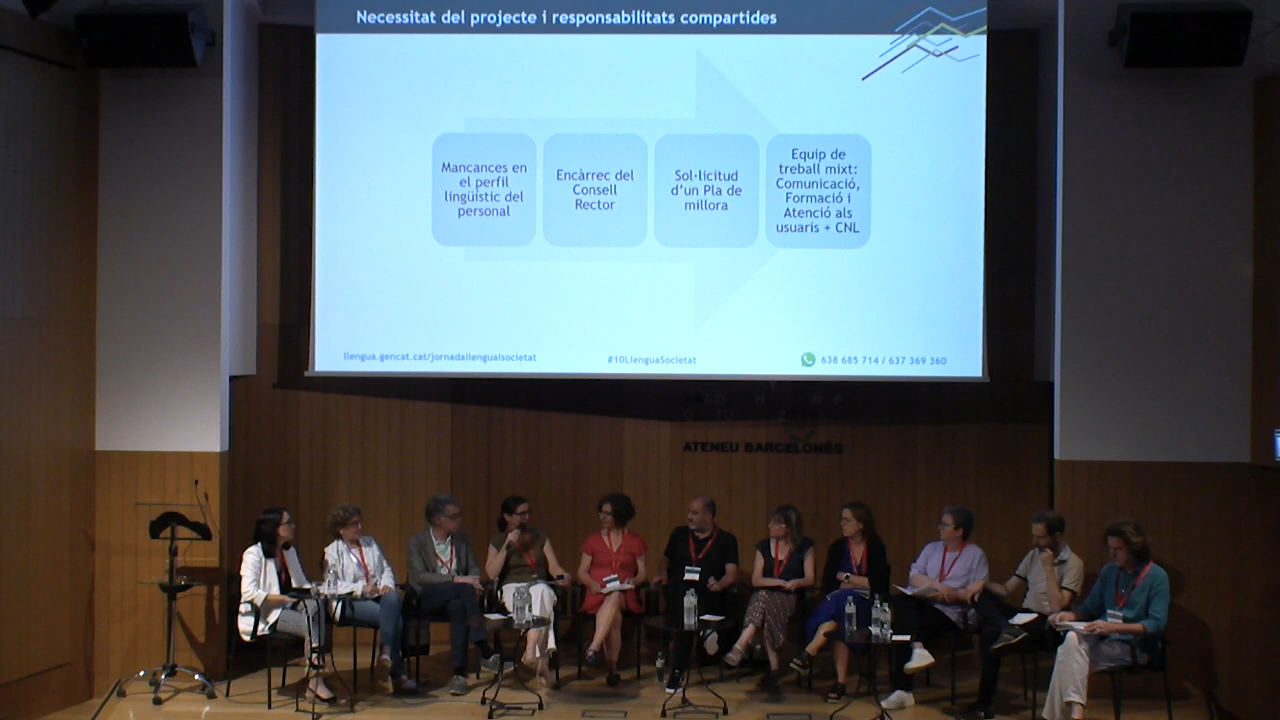 Necessitat del projecte i responsabilitats compartides
Mancances en
el perfil
lingüístic del
personal
Encàrrec del
Consell
Rector
Sol·licitud
d'un Pla de
millora
Equip de
treball mixt:
Comunicació,
Formació i
Atenció als
usuaris + CNL
llengua.gencat.cat/jornadallenguaisocietat
#10LlenguaSocietat
638 685 714 / 637 369 360
ATENEU BARCELONÈS